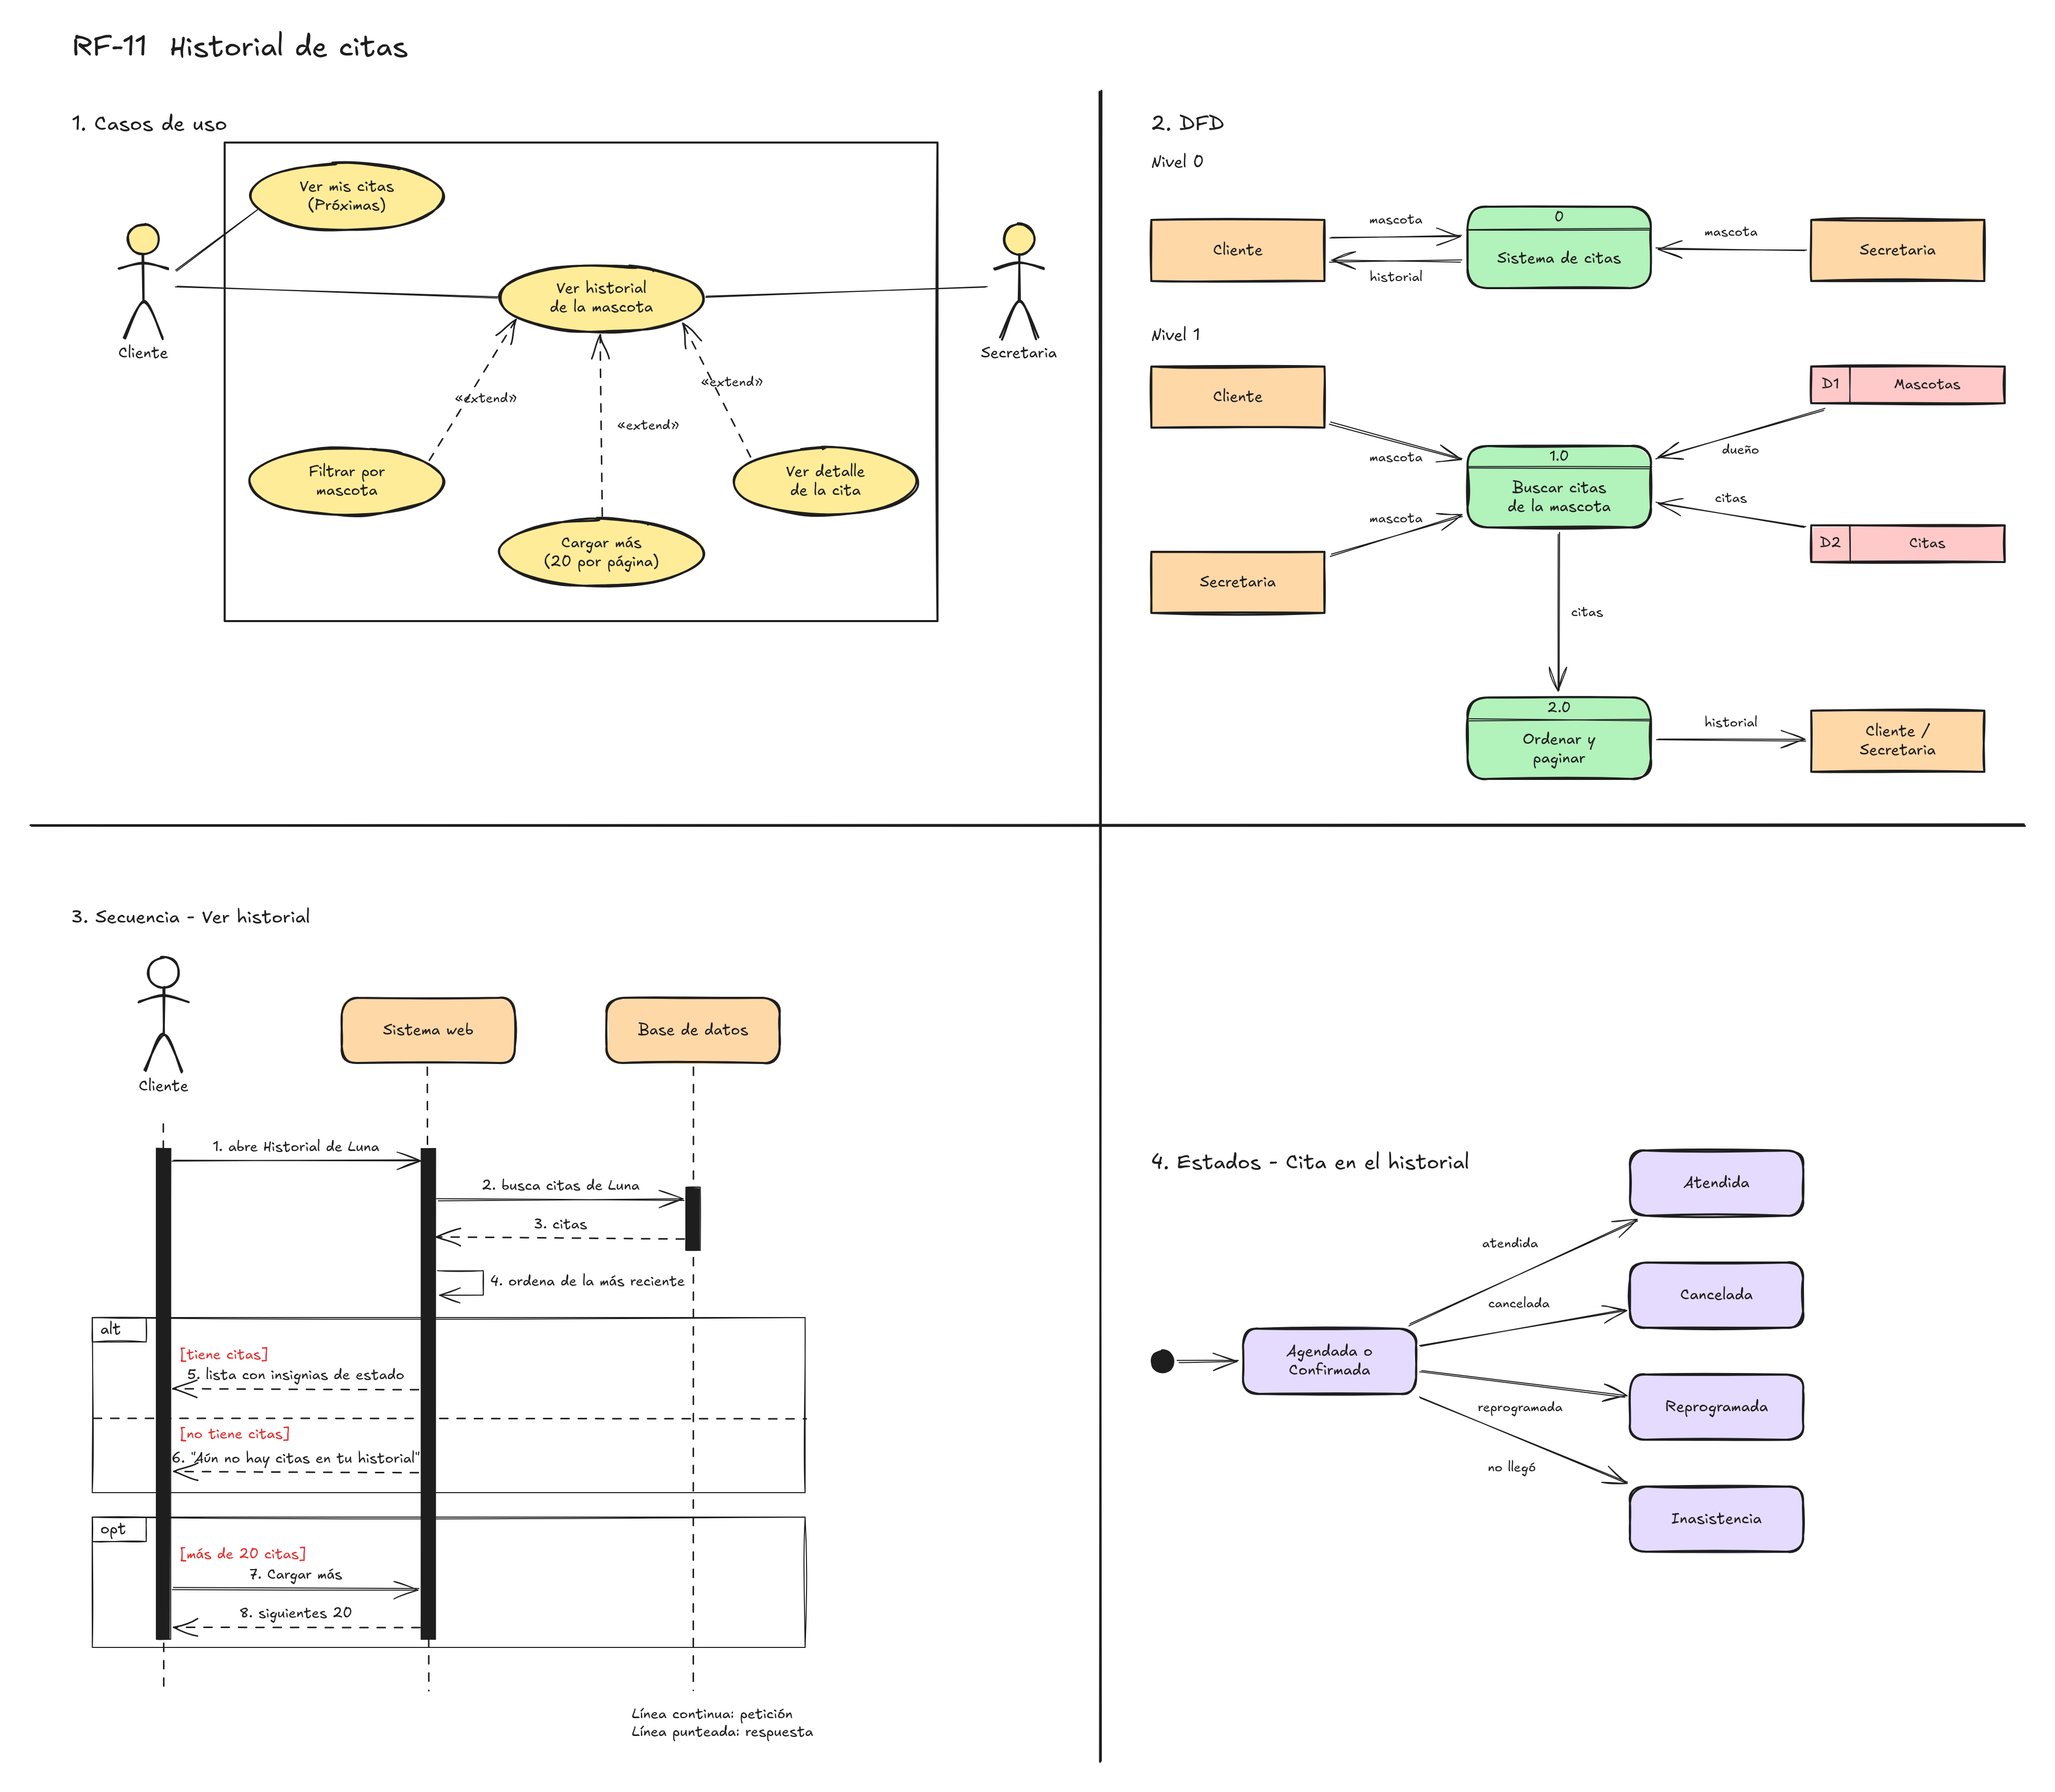 RF-11 Historial de citas
1. Casos de uso
Ver mis citas
(Próximas)
Ver historial
de la mascota
Cliente
Secretaria
«extend»
«extend»
«extend»
Filtrar por
mascota
Ver detalle
de la cita
Cargar más
(20 por página)
2. DFD
Nivel 0
Cliente
mascota
historial
0
Sistema de citas
mascota
Secretaria
Nivel 1
Cliente
D1
Mascotas
mascota
dueño
1.0
Buscar citas
de la mascota
citas
mascota
D2
Citas
Secretaria
citas
2.0
Ordenar y
paginar
historial
Cliente /
Secretaria
3. Secuencia - Ver historial
Cliente
Sistema web
Base de datos
1. abre Historial de Luna
2. busca citas de Luna
3. citas
4. ordena de la más reciente
alt
[tiene citas]
5. lista con insignias de estado
[no tiene citas]
6. "Aún no hay citas en tu historial"
opt
[más de 20 citas]
7. Cargar más
8. siguientes 20
Línea continua: petición
Línea punteada: respuesta
4. Estados - Cita en el historial
Atendida
atendida
Cancelada
cancelada
Agendada o
Confirmada
Reprogramada
reprogramada
no llegó
Inasistencia